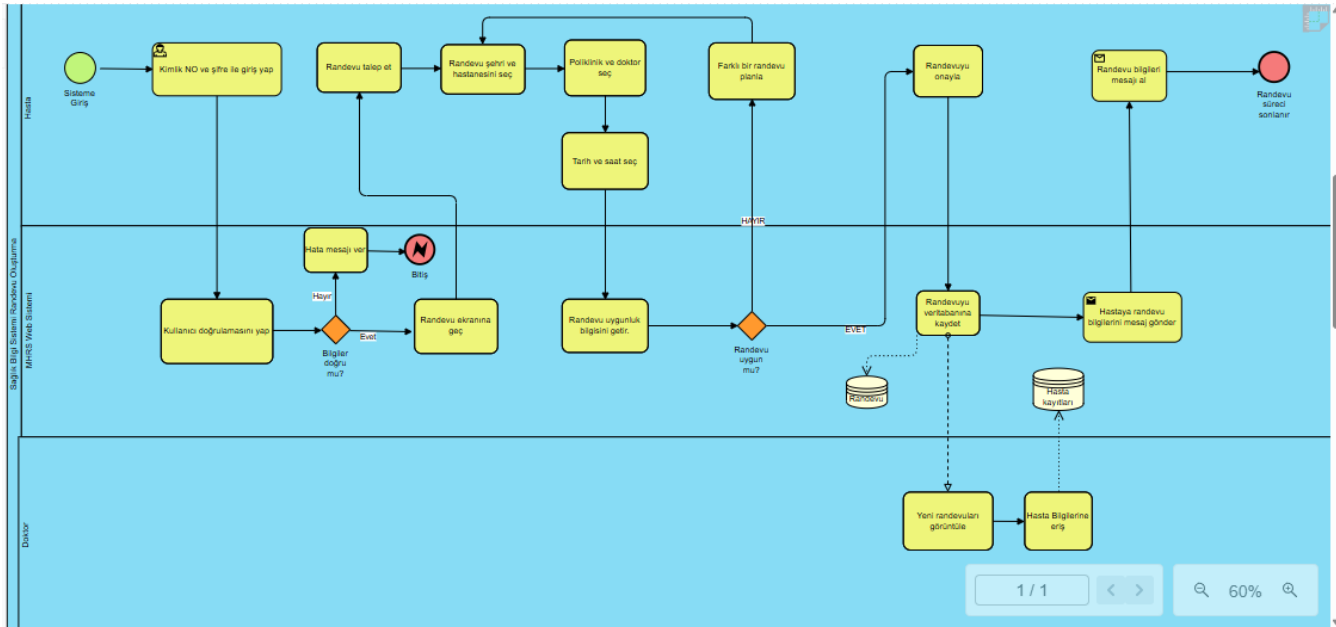 Sağlık Bilgi Sistemi Randevu Oluşturma
Hasta
Sisteme
Giriş
Kimlik NO ve şifre ile giriş yap
Randevu talep et
Randevu şehri ve
hastanesini seç
Poliklinik ve doktor
seç
Tarih ve saat seç
Farklı bir randevu
planla
Randevuyu
onayla
Randevu bilgileri
mesajı al
Randevu
süreci
sonlanır
HAYIR
MHRS Web Sistemi
Kullanıcı doğrulamasını yap
Bilgiler
doğru
mu?
Hayır
Hata mesajı ver
Bitiş
Evet
Randevu ekranına
geç
Randevu uygunluk
bilgisini getir.
Randevu
uygun
mu?
EVET
Randevuyu
veritabanına
kaydet
Randevu
Hastaya randevu
bilgilerini mesaj gönder
Hasta
kayıtları
Doktor
Yeni randevuları
görüntüle
Hasta Bilgilerine
eriş
1 / 1
60%